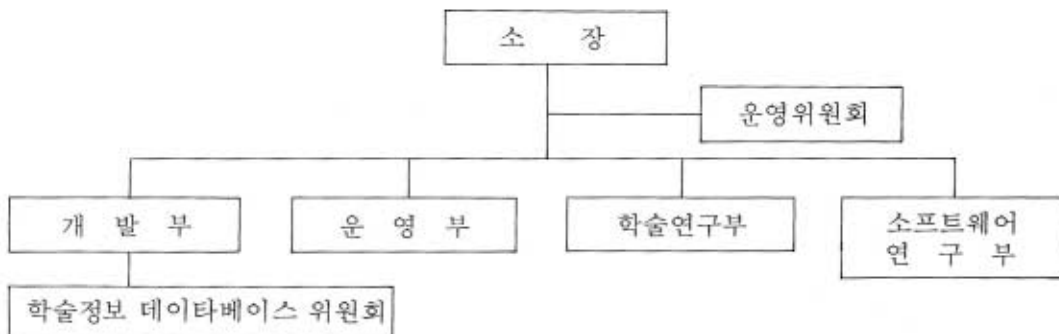 소 장
운영위원회
개 발 부
운 영 부
학술연구부
소프트웨어
연 구 부
학술정보 데이타베이스 위원회